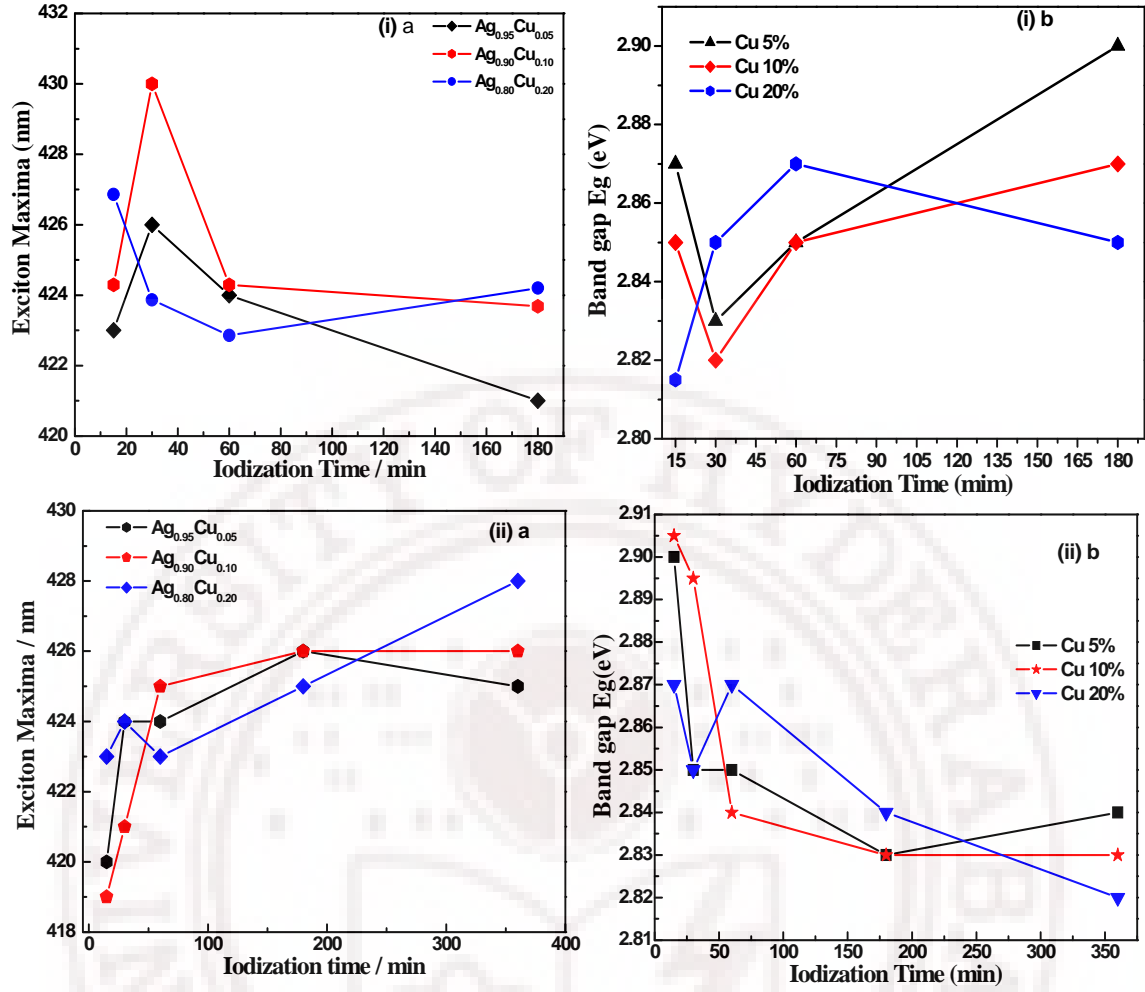 (i) a
Ag0.95Cu0.05
Ag0.90Cu0.10
Ag0.80Cu0.20
Exciton Maxima (nm)
432
430
428
426
424
422
420
0 20 40 60 80 100 120 140 160 180
Iodization Time / min
(i) b
Cu 5%
Cu 10%
Cu 20%
Band gap Eg (eV)
2.90
2.88
2.86
2.84
2.82
2.80
15 30 45 60 75 90 105 120 135 150 165 180
Iodization Time (mim)
(ii) a
Ag0.95Cu0.05
Ag0.90Cu0.10
Ag0.80Cu0.20
Exciton Maxima / nm
430
428
426
424
422
420
418
0 100 200 300 400
Iodization time / min
(ii) b
Cu 5%
Cu 10%
Cu 20%
Band gap Eg(eV)
2.91
2.90
2.89
2.88
2.87
2.86
2.85
2.84
2.83
2.82
2.81
0 50 100 150 200 250 300 350
Iodization Time (min)